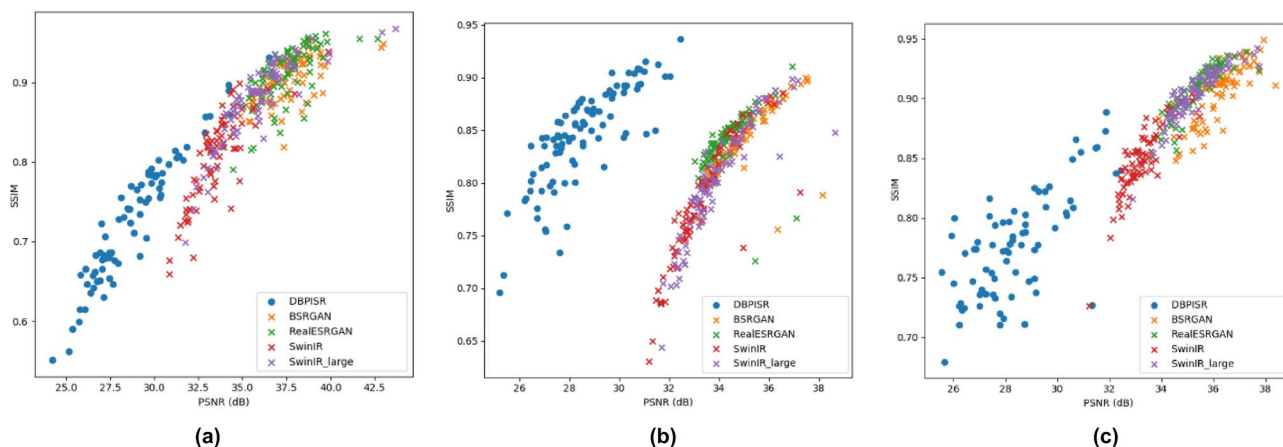 0.9
0.8
0.7
0.6
SSIM
24.2 27.5 30.0 32.5 35.0 37.5 40.0 42.5
PSNR (dB)
DBPISR
BSRGAN
RealESRGAN
SwinIR
SwinIR_large
(a)
0.95
0.90
0.85
0.80
0.75
0.70
0.65
SSIM
26 28 30 32 34 36 38
PSNR (dB)
DBPISR
BSRGAN
RealESRGAN
SwinIR
SwinIR_large
(b)
0.95
0.90
0.85
0.80
0.75
0.70
SSIM
26 28 30 32 34 36 38
PSNR (dB)
DBPISR
BSRGAN
RealESRGAN
SwinIR
SwinIR_large
(c)